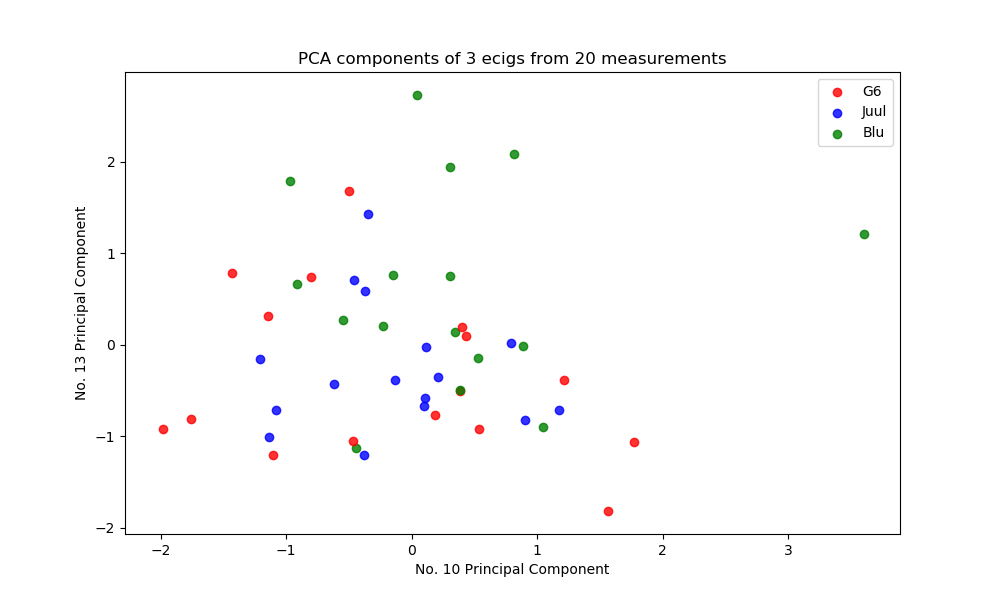 PCA components of 3 ecigs from 20 measurements
G6
Juul
Blu
2
1
0
−1
−2
No. 13 Principal Component
−2
−1
0
1
2
3
No. 10 Principal Component